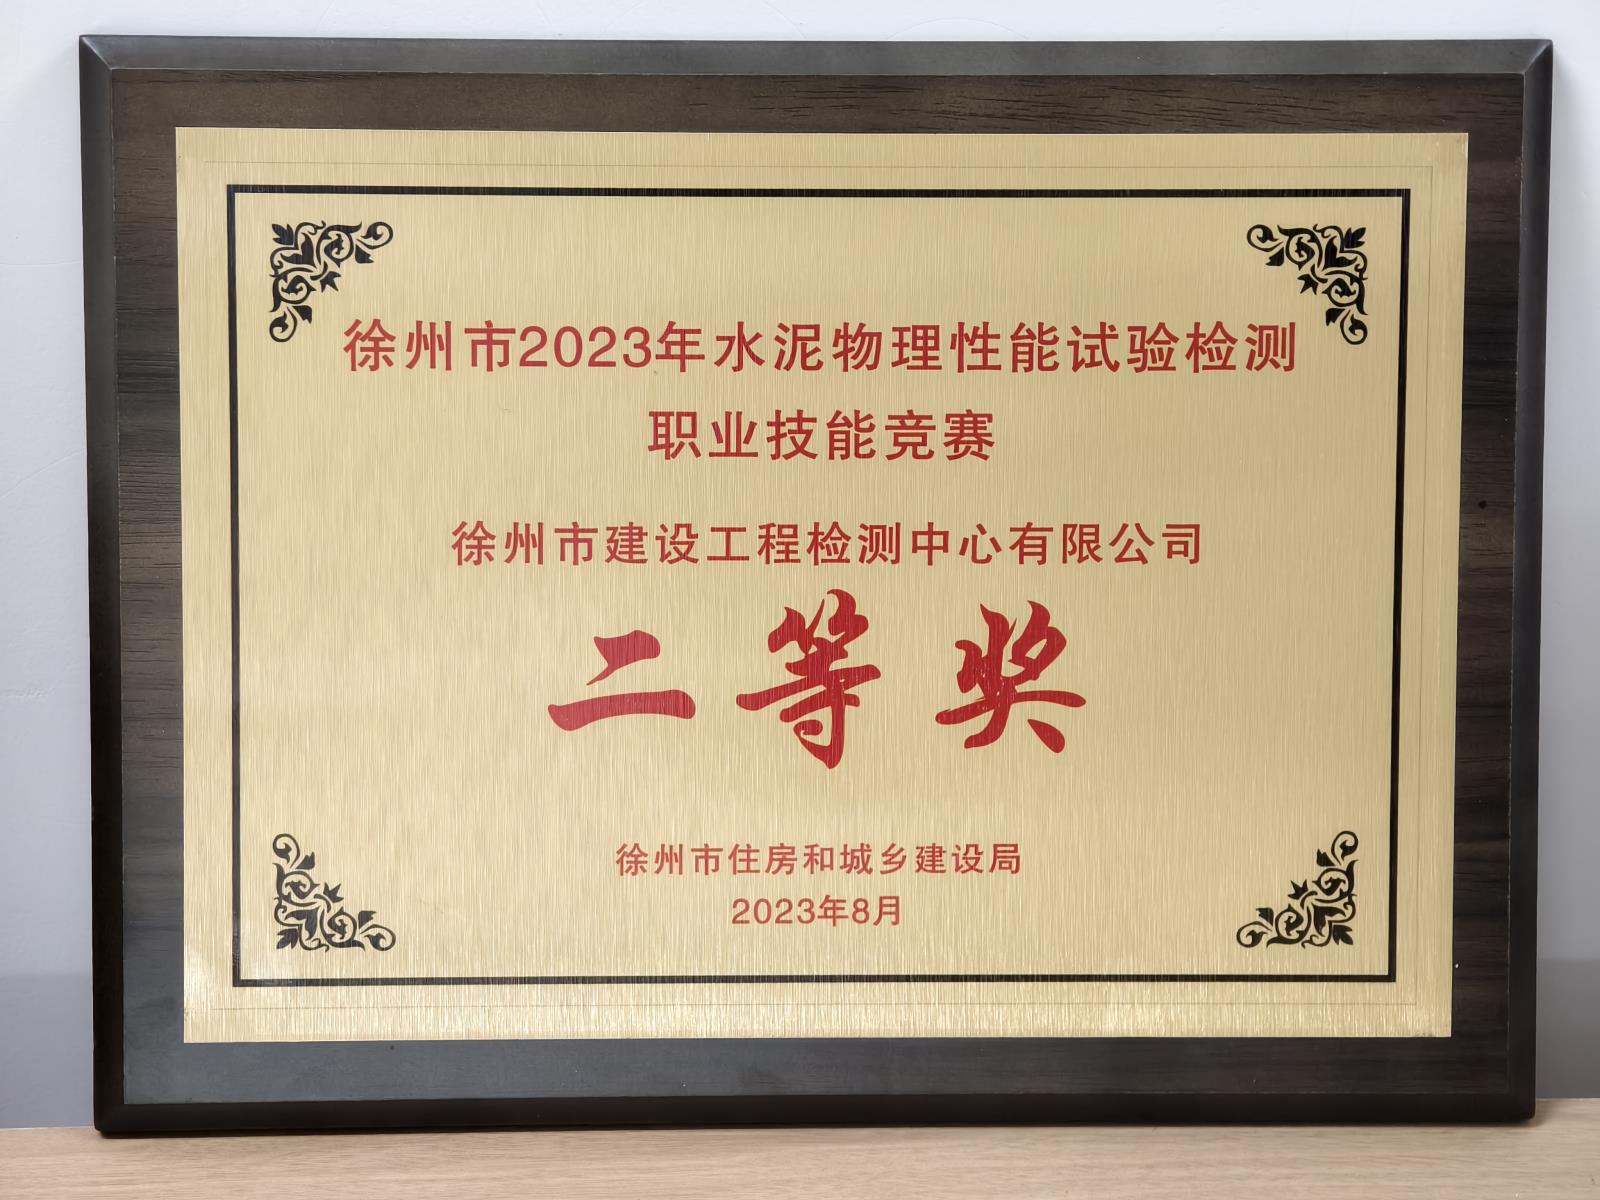 徐州市2023年水泥物理性能试验检测
职业技能竞赛
徐州市建设工程检测中心有限公司
二等奖
徐州市住房和城乡建设局
2023年8月